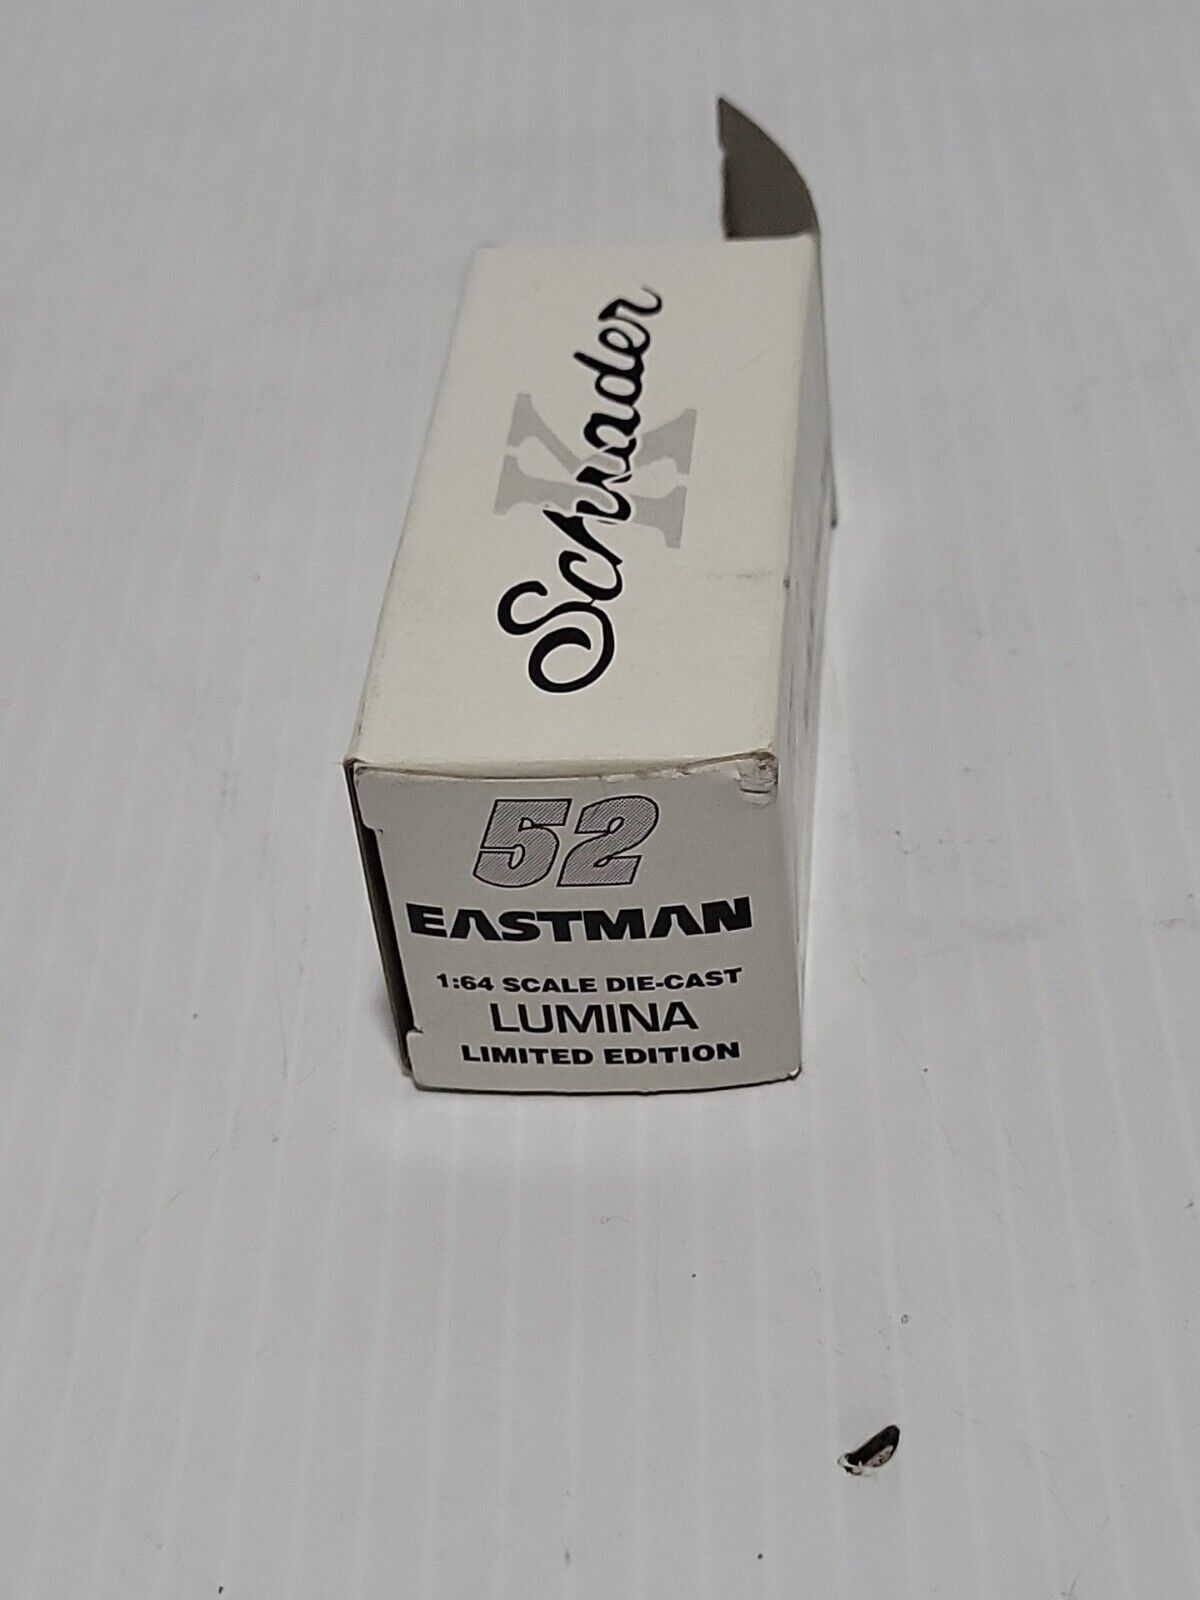 K
Schrader
52
EASTMAN
1:64 SCALE DIE-CAST
LUMINA
LIMITED EDITION